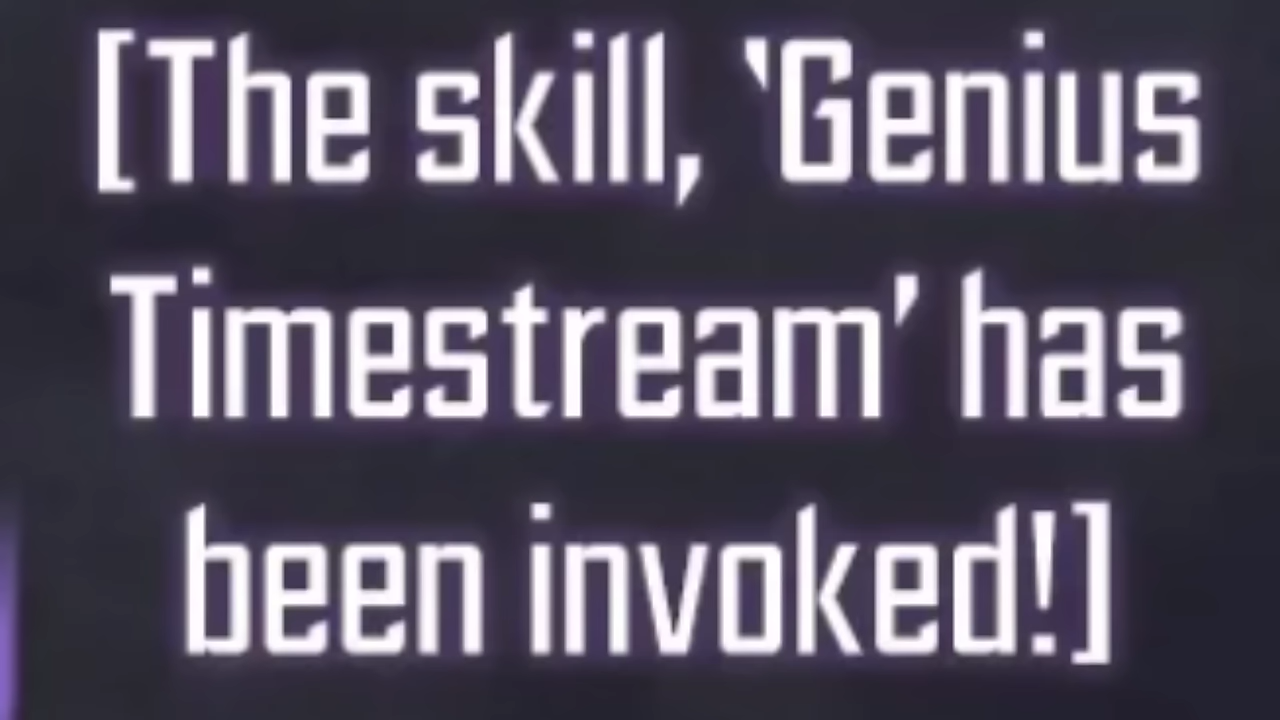 [The skill, ‘Genius
Timestream’ has
been invoked!]